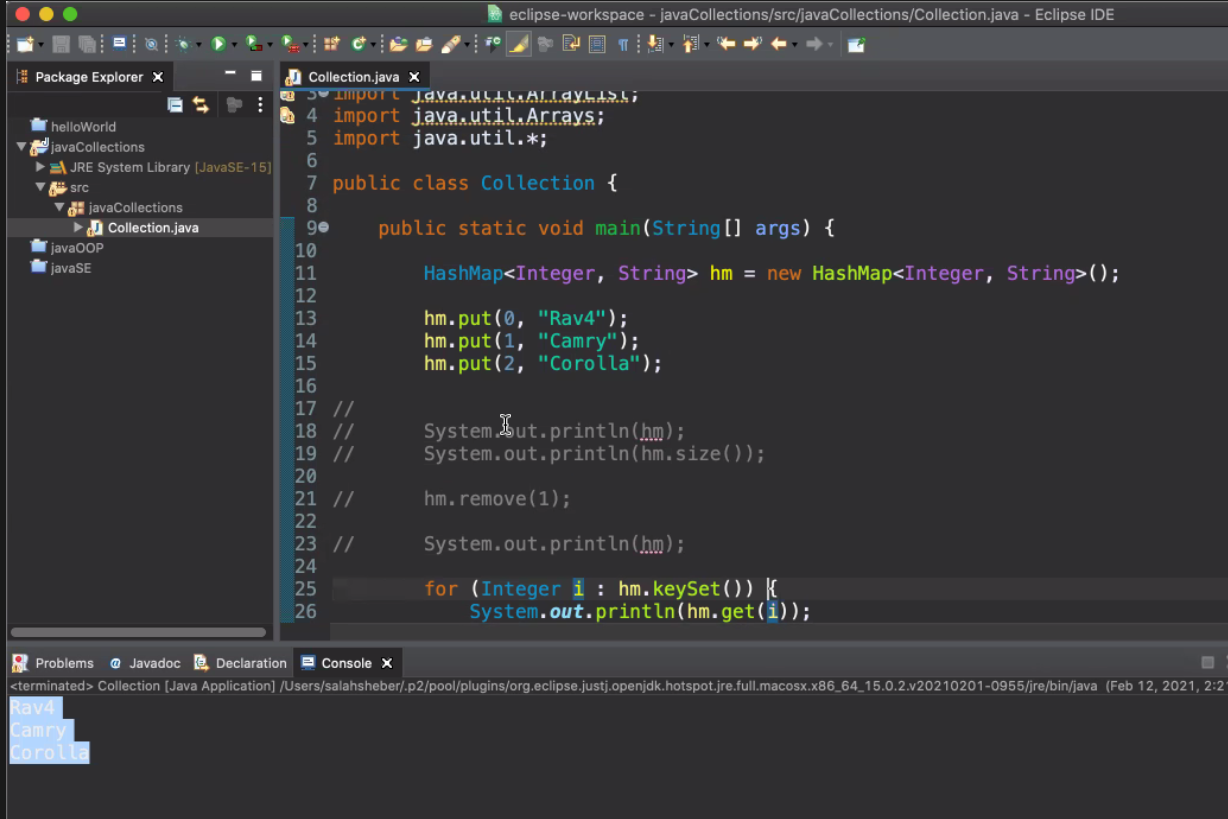 eclipse-workspace - javaCollections/src/javaCollections/Collection.java - Eclipse IDE
Package Explorer
Collection.java
helloWorld
javaCollections
JRE System Library [JavaSE-15]
src
javaCollections
Collection.java
javaOOP
javaSE
3 import java.util.ArrayList;
4 import java.util.Arrays;
5 import java.util.*;
6
7 public class Collection {
8
9     public static void main(String[] args) {
10
11         HashMap<Integer, String> hm = new HashMap<Integer, String>();
12
13         hm.put(0, "Rav4");
14         hm.put(1, "Camry");
15         hm.put(2, "Corolla");
16
17 //
18 //      System.out.println(hm);
19 //      System.out.println(hm.size());
20
21 //      hm.remove(1);
22
23 //      System.out.println(hm);
24
25         for (Integer i : hm.keySet()) {
26             System.out.println(hm.get(i));
Problems @ Javadoc Declaration Console
<terminated> Collection [Java Application] /Users/salahsheber/.p2/pool/plugins/org.eclipse.justj.openjdk.hotspot.jre.full.macosx.x86_64_15.0.2.v20210201-0955/jre/bin/java (Feb 12, 2021, 2:2
Rav4
Camry
Corolla